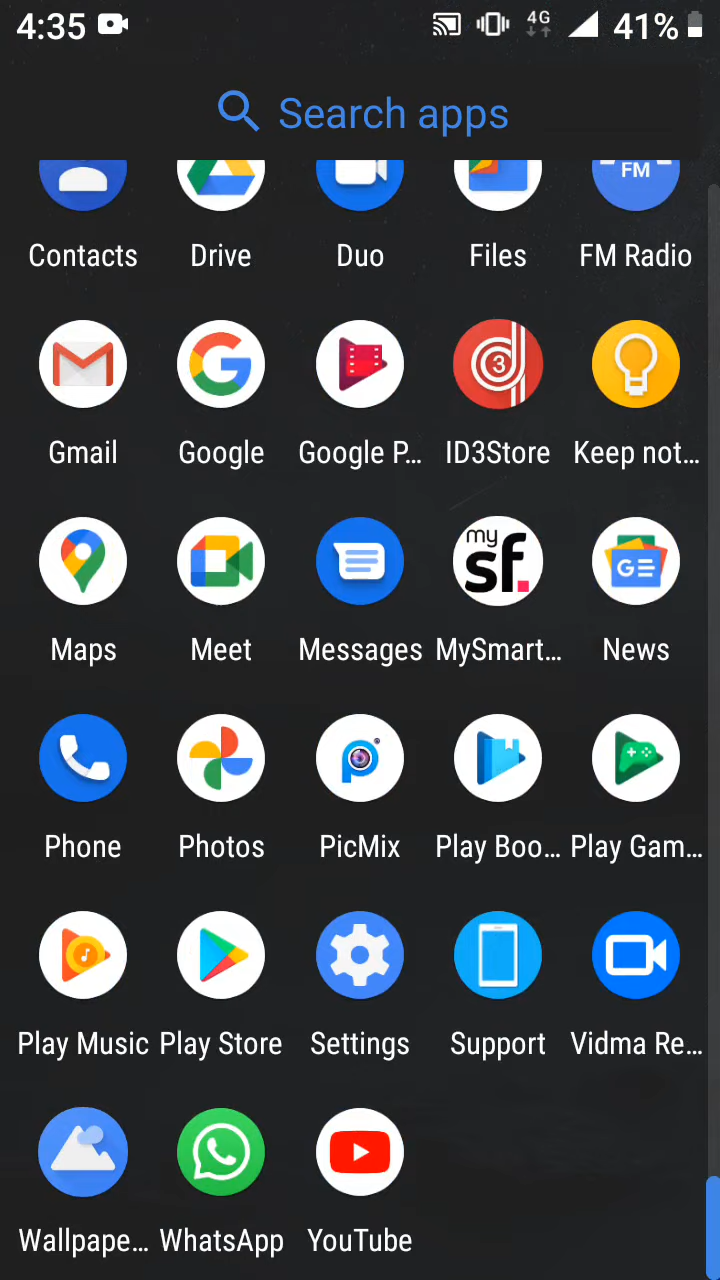 4:35 4G 41%
Search apps
FM
Contacts Drive Duo Files FM Radio
3
Gmail Google Google P... ID3Store Keep not...
my
sf.
GE
Maps Meet Messages MySmart... News
Phone Photos PicMix Play Boo... Play Gam...
Play Music Play Store Settings Support Vidma Re...
Wallpape... WhatsApp YouTube